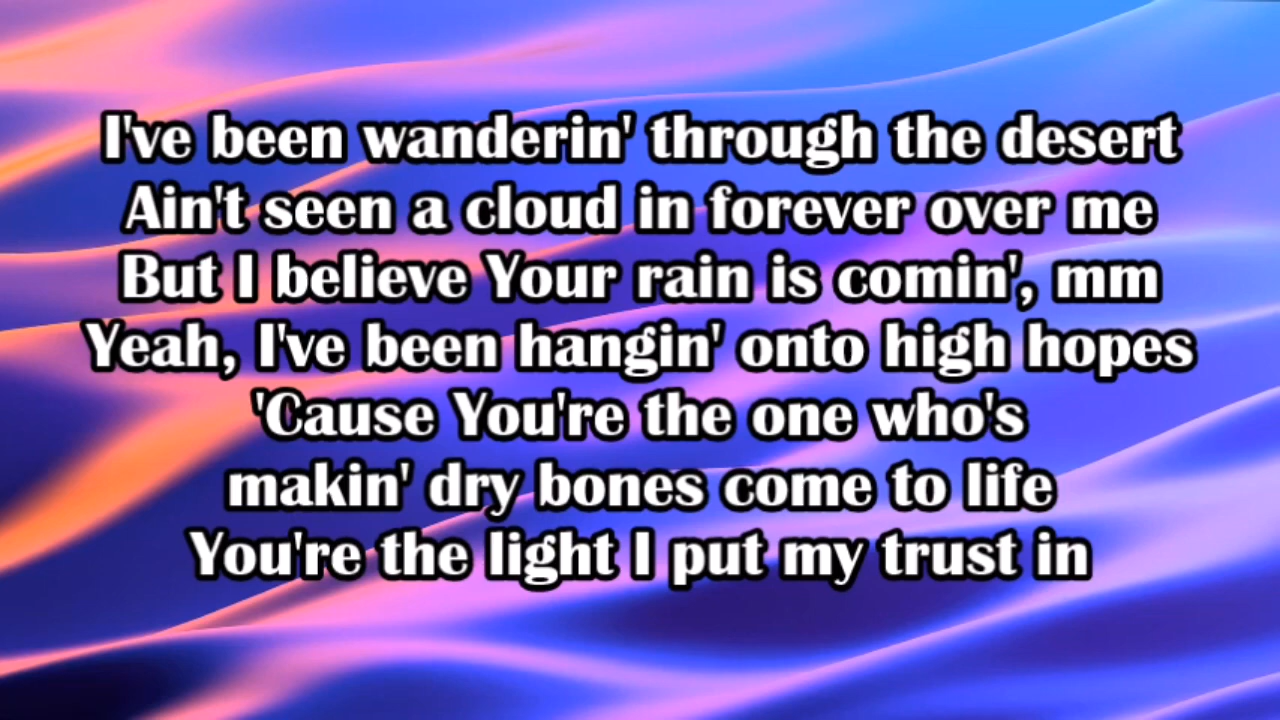 I've been wanderin' through the desert
Ain't seen a cloud in forever over me
But I believe Your rain is comin', mm
Yeah, I've been hangin' onto high hopes
'Cause You're the one who's
makin' dry bones come to life
You're the light I put my trust in